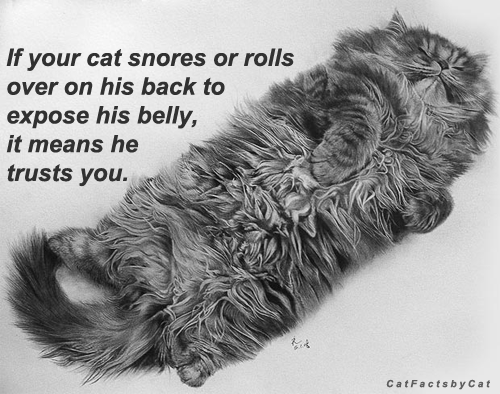 If your cat snores or rolls
over on his back to
expose his belly,
it means he
trusts you.
CatFactsbyCat